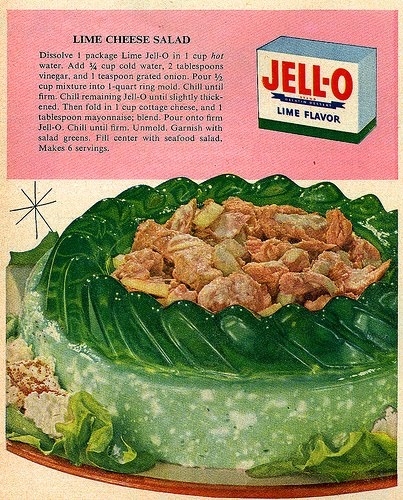 LIME CHEESE SALAD
Dissolve 1 package Lime Jell-O in 1 cup hot
water. Add ¾ cup cold water, 2 tablespoons
vinegar, and 1 teaspoon grated onion. Pour ½
cup mixture into 1-quart ring mold. Chill until
firm. Chill remaining Jell-O until slightly thick-
ened. Then fold in 1 cup cottage cheese, and 1
tablespoon mayonnaise; blend. Pour onto firm
Jell-O. Chill until firm. Unmold. Garnish with
salad greens. Fill center with seafood salad.
Makes 6 servings.
JELL-O
GELATIN DESSERT
LIME FLAVOR